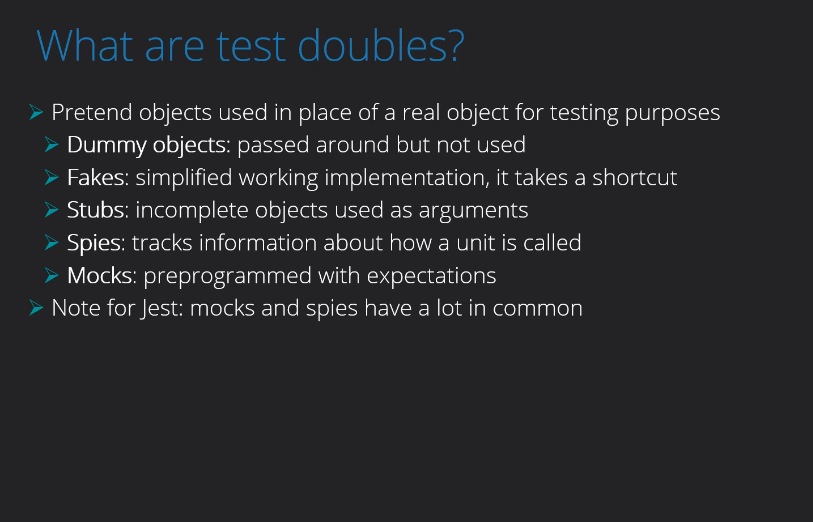 What are test doubles?
Pretend objects used in place of a real object for testing purposes
Dummy objects: passed around but not used
Fakes: simplified working implementation, it takes a shortcut
Stubs: incomplete objects used as arguments
Spies: tracks information about how a unit is called
Mocks: preprogrammed with expectations
Note for Jest: mocks and spies have a lot in common